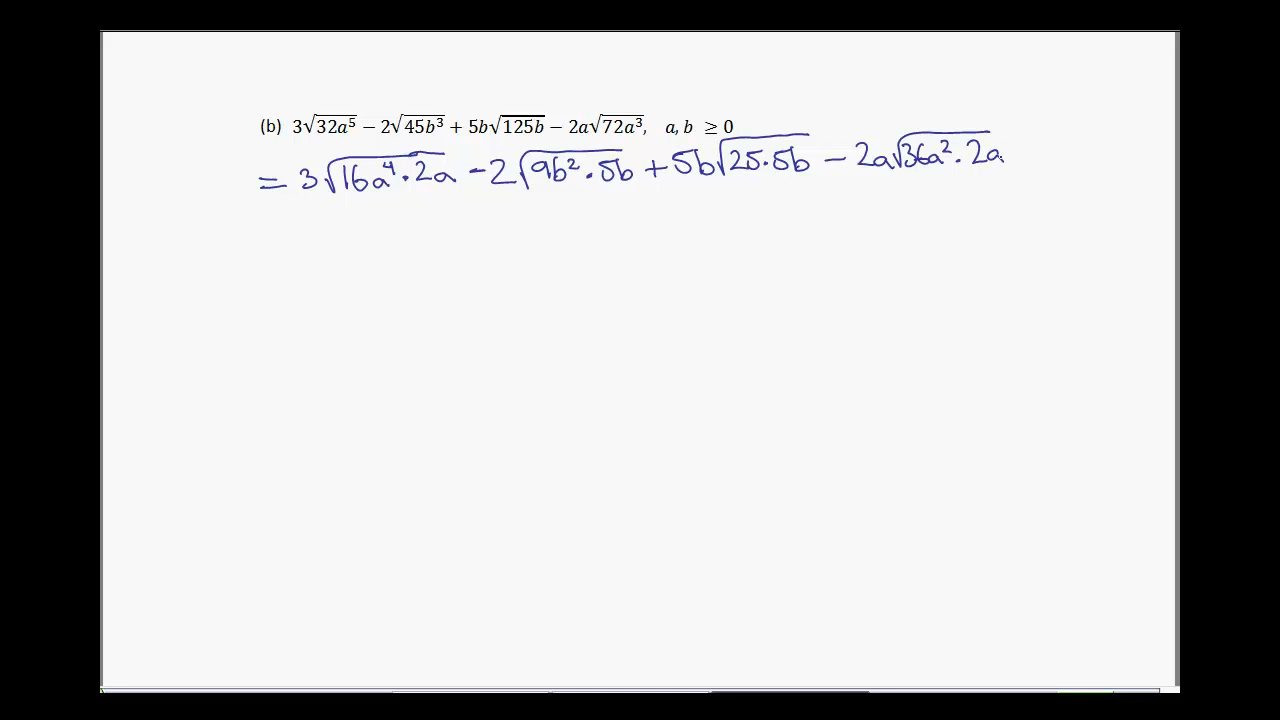 (b) 3√32a⁵ − 2√45b³ + 5b√125b − 2a√72a³, a, b ≥ 0
= 3√16a⁴·2a - 2√9b²·5b + 5b√25·5b − 2a√36a²·2a